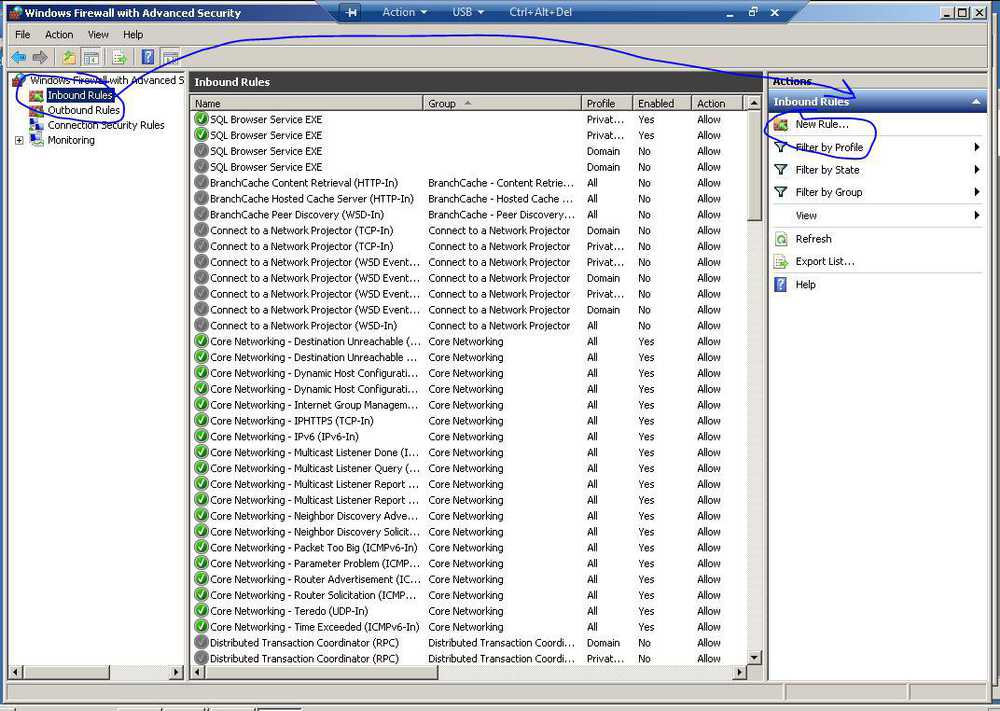 Windows Firewall with Advanced Security
Action USB Ctrl+Alt+Del
File Action View Help
Windows Firewall with Advanced S
Inbound Rules
Outbound Rules
Connection Security Rules
Monitoring
Inbound Rules
Name Group Profile Enabled Action
SQL Browser Service EXE Privat... Yes Allow
SQL Browser Service EXE Privat... Yes Allow
SQL Browser Service EXE Domain No Allow
SQL Browser Service EXE Domain No Allow
BranchCache Content Retrieval (HTTP-In) BranchCache - Content Retrie... All No Allow
BranchCache Hosted Cache Server (HTTP-In) BranchCache - Hosted Cache ... All No Allow
BranchCache Peer Discovery (WSD-In) BranchCache - Peer Discovery... All No Allow
Connect to a Network Projector (TCP-In) Connect to a Network Projector Domain No Allow
Connect to a Network Projector (TCP-In) Connect to a Network Projector Privat... No Allow
Connect to a Network Projector (WSD Event... Connect to a Network Projector Privat... No Allow
Connect to a Network Projector (WSD Event... Connect to a Network Projector Domain No Allow
Connect to a Network Projector (WSD Event... Connect to a Network Projector Privat... No Allow
Connect to a Network Projector (WSD Event... Connect to a Network Projector Domain No Allow
Connect to a Network Projector (WSD-In) Connect to a Network Projector All No Allow
Core Networking - Destination Unreachable (... Core Networking All Yes Allow
Core Networking - Destination Unreachable ... Core Networking All Yes Allow
Core Networking - Dynamic Host Configurati... Core Networking All Yes Allow
Core Networking - Dynamic Host Configurati... Core Networking All Yes Allow
Core Networking - Internet Group Managem... Core Networking All Yes Allow
Core Networking - IPHTTPS (TCP-In) Core Networking All Yes Allow
Core Networking - IPv6 (IPv6-In) Core Networking All Yes Allow
Core Networking - Multicast Listener Done (I... Core Networking All Yes Allow
Core Networking - Multicast Listener Query (... Core Networking All Yes Allow
Core Networking - Multicast Listener Report ... Core Networking All Yes Allow
Core Networking - Multicast Listener Report ... Core Networking All Yes Allow
Core Networking - Neighbor Discovery Adve... Core Networking All Yes Allow
Core Networking - Neighbor Discovery Solicit... Core Networking All Yes Allow
Core Networking - Packet Too Big (ICMPv6-In) Core Networking All Yes Allow
Core Networking - Parameter Problem (ICMP... Core Networking All Yes Allow
Core Networking - Router Advertisement (IC... Core Networking All Yes Allow
Core Networking - Router Solicitation (ICMP... Core Networking All Yes Allow
Core Networking - Teredo (UDP-In) Core Networking All Yes Allow
Core Networking - Time Exceeded (ICMPv6-In) Core Networking All Yes Allow
Distributed Transaction Coordinator (RPC) Distributed Transaction Coordi... Domain No Allow
Distributed Transaction Coordinator (RPC) Distributed Transaction Coordi... Privat... No Allow
Actions
Inbound Rules
New Rule...
Filter by Profile
Filter by State
Filter by Group
View
Refresh
Export List...
Help